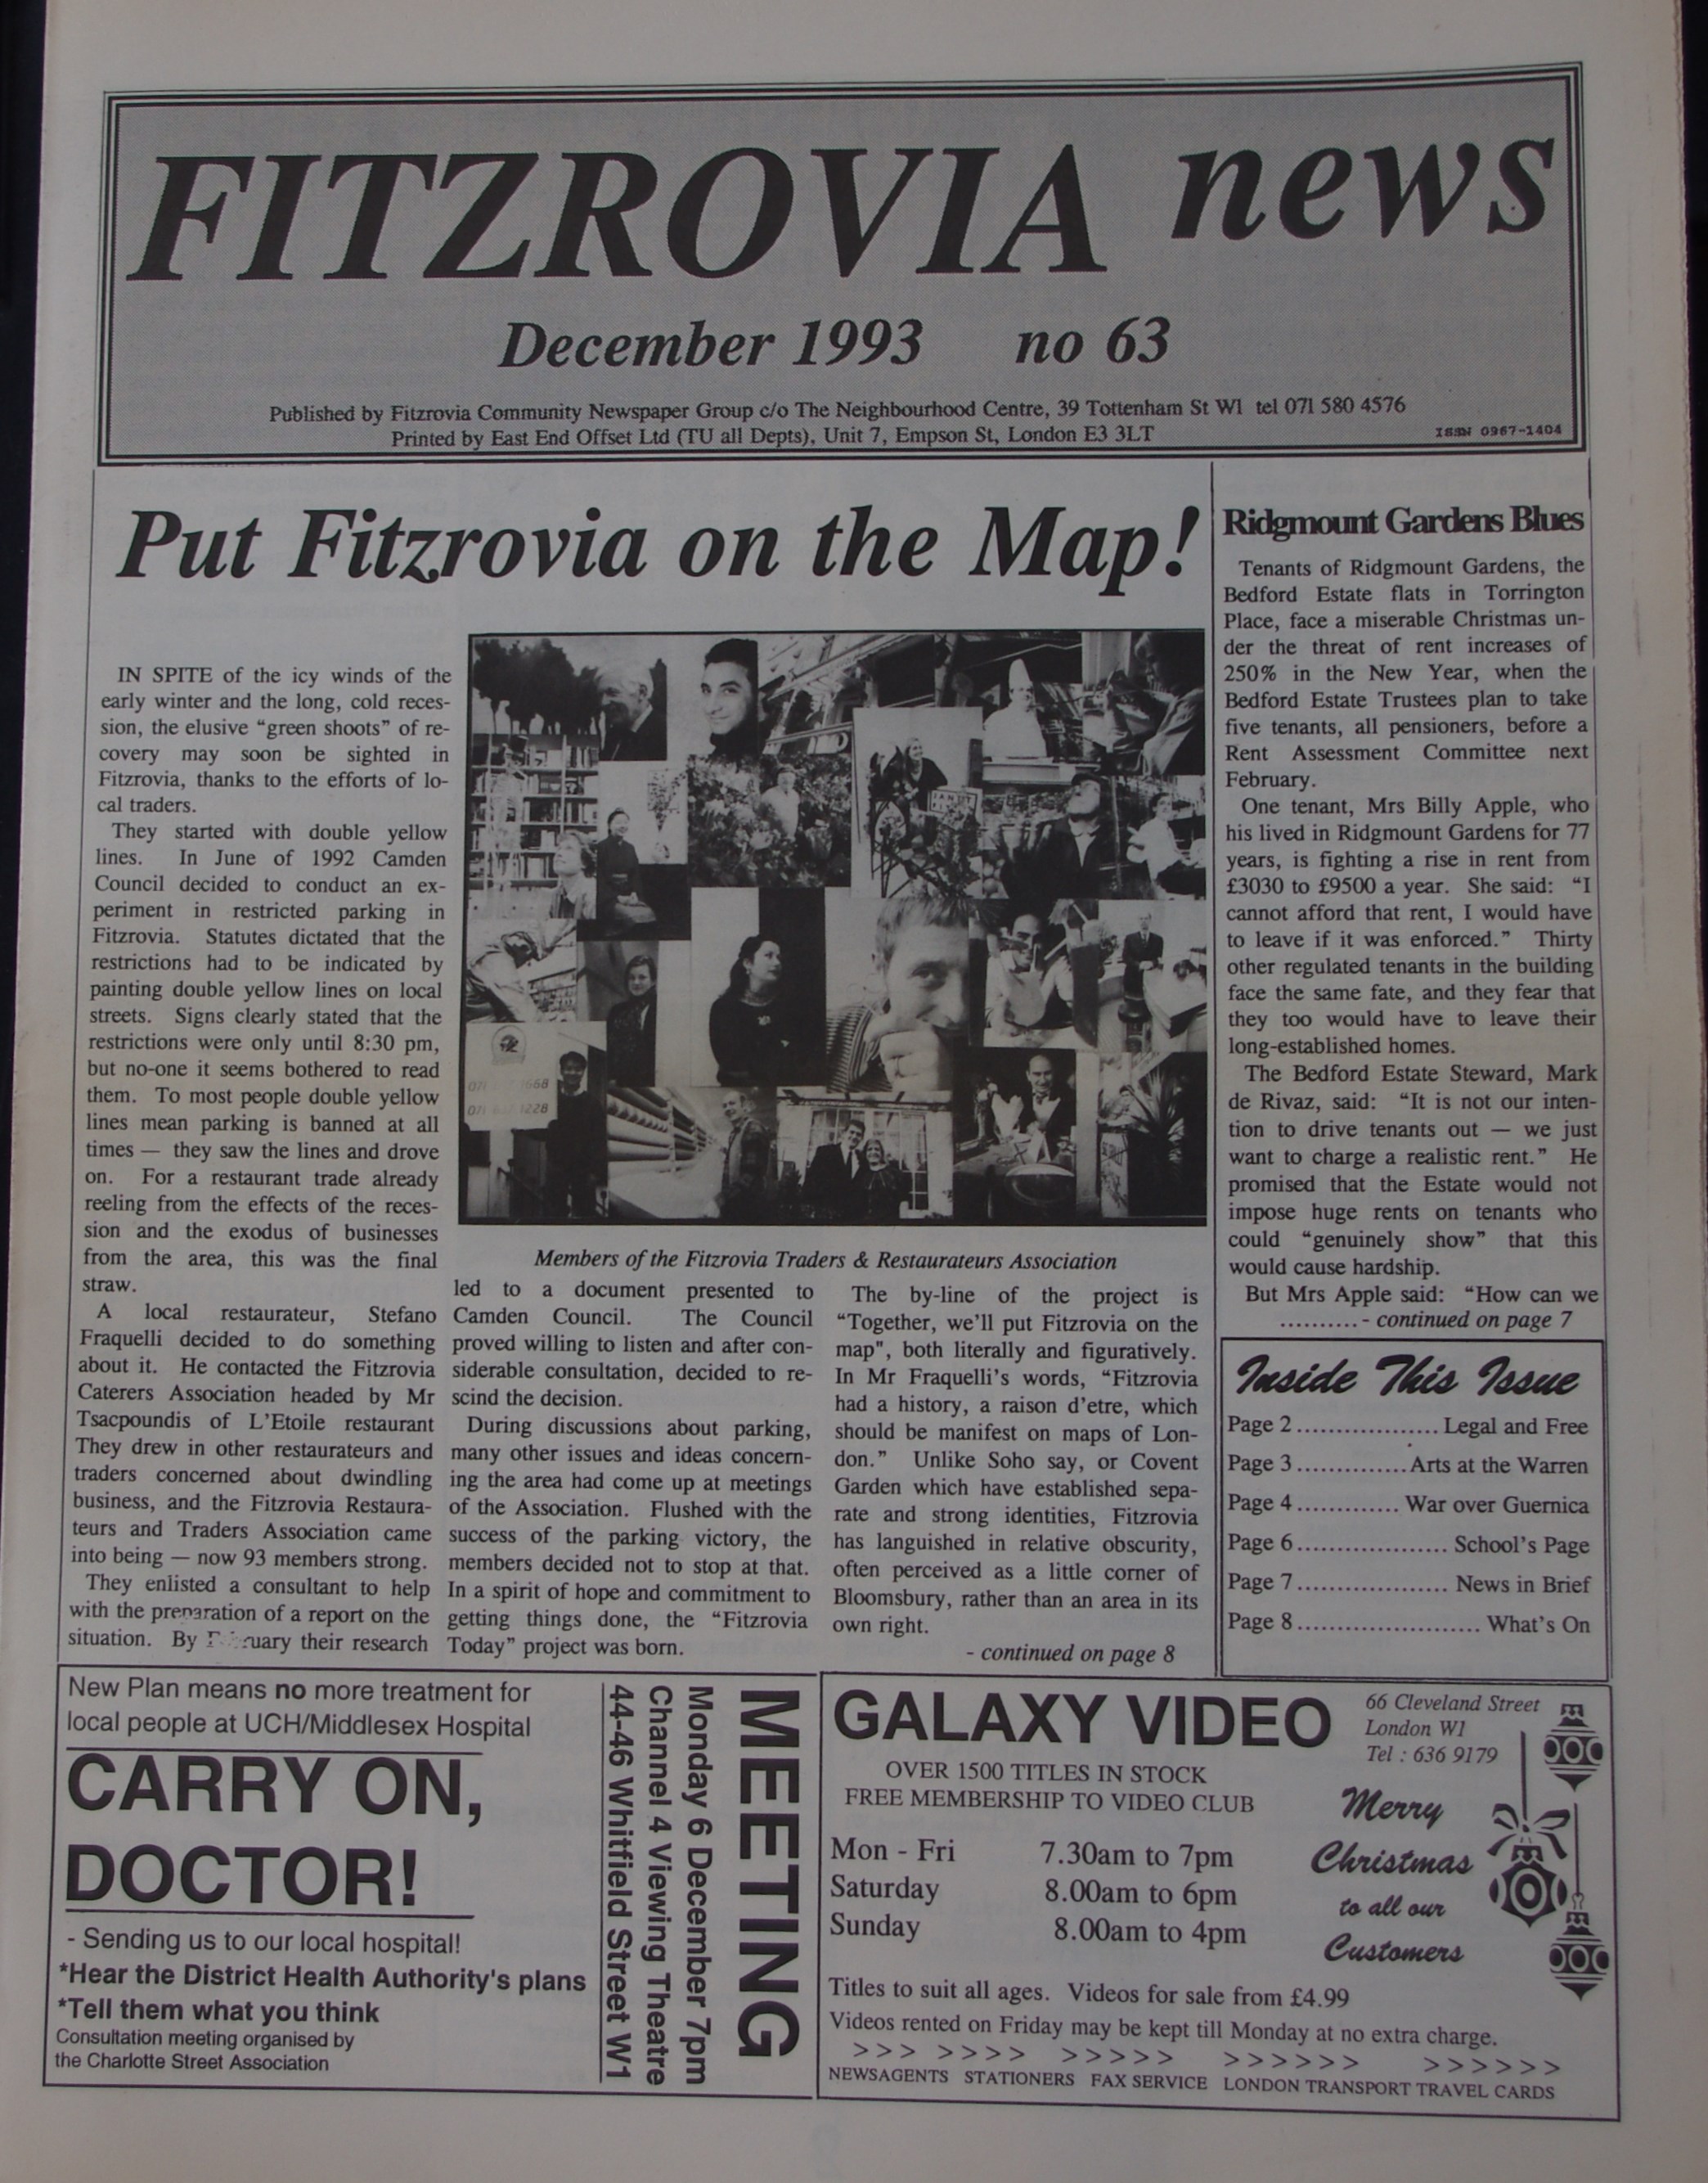 FITZROVIA news
December 1993 no 63
Published by Fitzrovia Community Newspaper Group c/o The Neighbourhood Centre, 39 Tottenham St W1 tel 071 580 4576
Printed by East End Offset Ltd (TU all Depts), Unit 7, Empson St, London E3 3LT
ISSN 0967-1404
Put Fitzrovia on the Map!
IN SPITE of the icy winds of the
early winter and the long, cold reces-
sion, the elusive “green shoots” of re-
covery may soon be sighted in
Fitzrovia, thanks to the efforts of lo-
cal traders.
They started with double yellow
lines. In June of 1992 Camden
Council decided to conduct an ex-
periment in restricted parking in
Fitzrovia. Statutes dictated that the
restrictions had to be indicated by
painting double yellow lines on local
streets. Signs clearly stated that the
restrictions were only until 8:30 pm,
but no-one it seems bothered to read
them. To most people double yellow
lines mean parking is banned at all
times — they saw the lines and drove
on. For a restaurant trade already
reeling from the effects of the reces-
sion and the exodus of businesses
from the area, this was the final
straw.
A local restaurateur, Stefano
Fraquelli decided to do something
about it. He contacted the Fitzrovia
Caterers Association headed by Mr
Tsacpoundis of L'Etoile restaurant
They drew in other restaurateurs and
traders concerned about dwindling
business, and the Fitzrovia Restaura-
teurs and Traders Association came
into being — now 93 members strong.
They enlisted a consultant to help
with the preparation of a report on the
situation. By February their research
1668
1228
Members of the Fitzrovia Traders & Restaurateurs Association
led to a document presented to
Camden Council. The Council
proved willing to listen and after con-
siderable consultation, decided to re-
scind the decision.
During discussions about parking,
many other issues and ideas concern-
ing the area had come up at meetings
of the Association. Flushed with the
success of the parking victory, the
members decided not to stop at that.
In a spirit of hope and commitment to
getting things done, the “Fitzrovia
Today” project was born.
The by-line of the project is
“Together, we'll put Fitzrovia on the
map", both literally and figuratively.
In Mr Fraquelli's words, “Fitzrovia
had a history, a raison d'etre, which
should be manifest on maps of Lon-
don.” Unlike Soho say, or Covent
Garden which have established sepa-
rate and strong identities, Fitzrovia
has languished in relative obscurity,
often perceived as a little corner of
Bloomsbury, rather than an area in its
own right.
- continued on page 8
Ridgmount Gardens Blues
Tenants of Ridgmount Gardens, the
Bedford Estate flats in Torrington
Place, face a miserable Christmas un-
der the threat of rent increases of
250% in the New Year, when the
Bedford Estate Trustees plan to take
five tenants, all pensioners, before a
Rent Assessment Committee next
February.
One tenant, Mrs Billy Apple, who
his lived in Ridgmount Gardens for 77
years, is fighting a rise in rent from
£3030 to £9500 a year. She said: “I
cannot afford that rent, I would have
to leave if it was enforced.” Thirty
other regulated tenants in the building
face the same fate, and they fear that
they too would have to leave their
long-established homes.
The Bedford Estate Steward, Mark
de Rivaz, said: “It is not our inten-
tion to drive tenants out — we just
want to charge a realistic rent.” He
promised that the Estate would not
impose huge rents on tenants who
could “genuinely show” that this
would cause hardship.
But Mrs Apple said: “How can we
..........- continued on page 7
Inside This Issue
Page 2.................. Legal and Free
Page 3..............Arts at the Warren
Page 4............. War over Guernica
Page 6................... School's Page
Page 7................... News in Brief
Page 8....................... What's On
New Plan means no more treatment for
local people at UCH/Middlesex Hospital
CARRY ON,
DOCTOR!
- Sending us to our local hospital!
*Hear the District Health Authority's plans
*Tell them what you think
Consultation meeting organised by
the Charlotte Street Association
MEETING
Monday 6 December 7pm
Channel 4 Viewing Theatre
44-46 Whitfield Street W1
GALAXY VIDEO
66 Cleveland Street
London W1
Tel : 636 9179
OVER 1500 TITLES IN STOCK
FREE MEMBERSHIP TO VIDEO CLUB
Mon - Fri 7.30am to 7pm
Saturday 8.00am to 6pm
Sunday 8.00am to 4pm
Merry
Christmas
to all our
Customers
Titles to suit all ages. Videos for sale from £4.99
Videos rented on Friday may be kept till Monday at no extra charge.
>>> >>>> >>>>> >>>>>> >>>>>>
NEWSAGENTS STATIONERS FAX SERVICE LONDON TRANSPORT TRAVEL CARDS